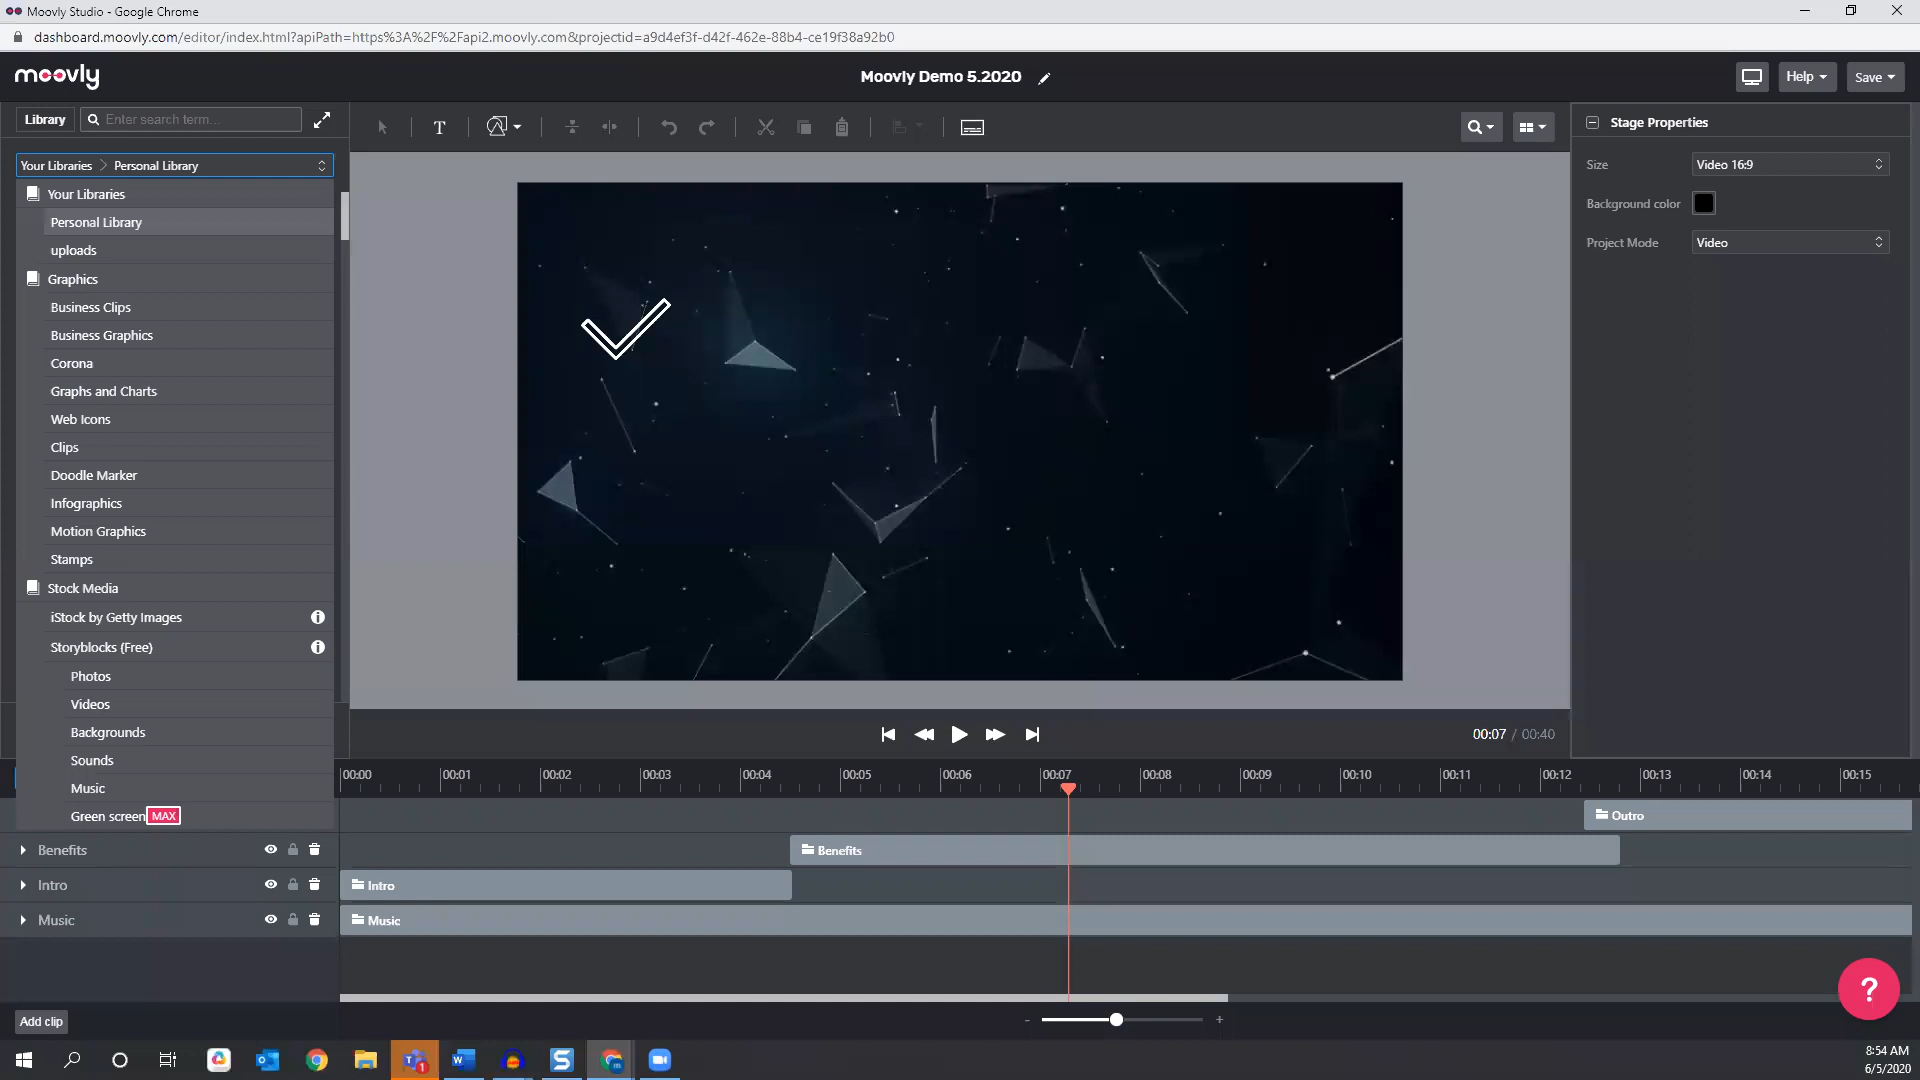 Moovly Studio - Google Chrome
dashboard.moovly.com/editor/index.html?apiPath=https%3A%2F%2Fapi2.moovly.com&projectid=a9d4ef3f-d42f-462e-88b4-ce19f38a92b0
moovly
Moovly Demo 5.2020
Help
Save
Library
Enter search term...
T
Stage Properties
Your Libraries
Personal Library
Size
Video 16:9
Your Libraries
Background color
Personal Library
Project Mode
Video
uploads
Graphics
Business Clips
Business Graphics
Corona
Graphs and Charts
Web Icons
Clips
Doodle Marker
Infographics
Motion Graphics
Stamps
Stock Media
iStock by Getty Images
Storyblocks (Free)
Photos
Videos
Backgrounds
00:07 / 00:40
Sounds
00:00 00:01 00:02 00:03 00:04 00:05 00:06 00:07 00:08 00:09 00:10 00:11 00:12 00:13 00:14 00:15
Music
Green screen MAX
Outro
Benefits
Benefits
Intro
Intro
Music
Music
?
Add clip
- +
8:54 AM
6/5/2020